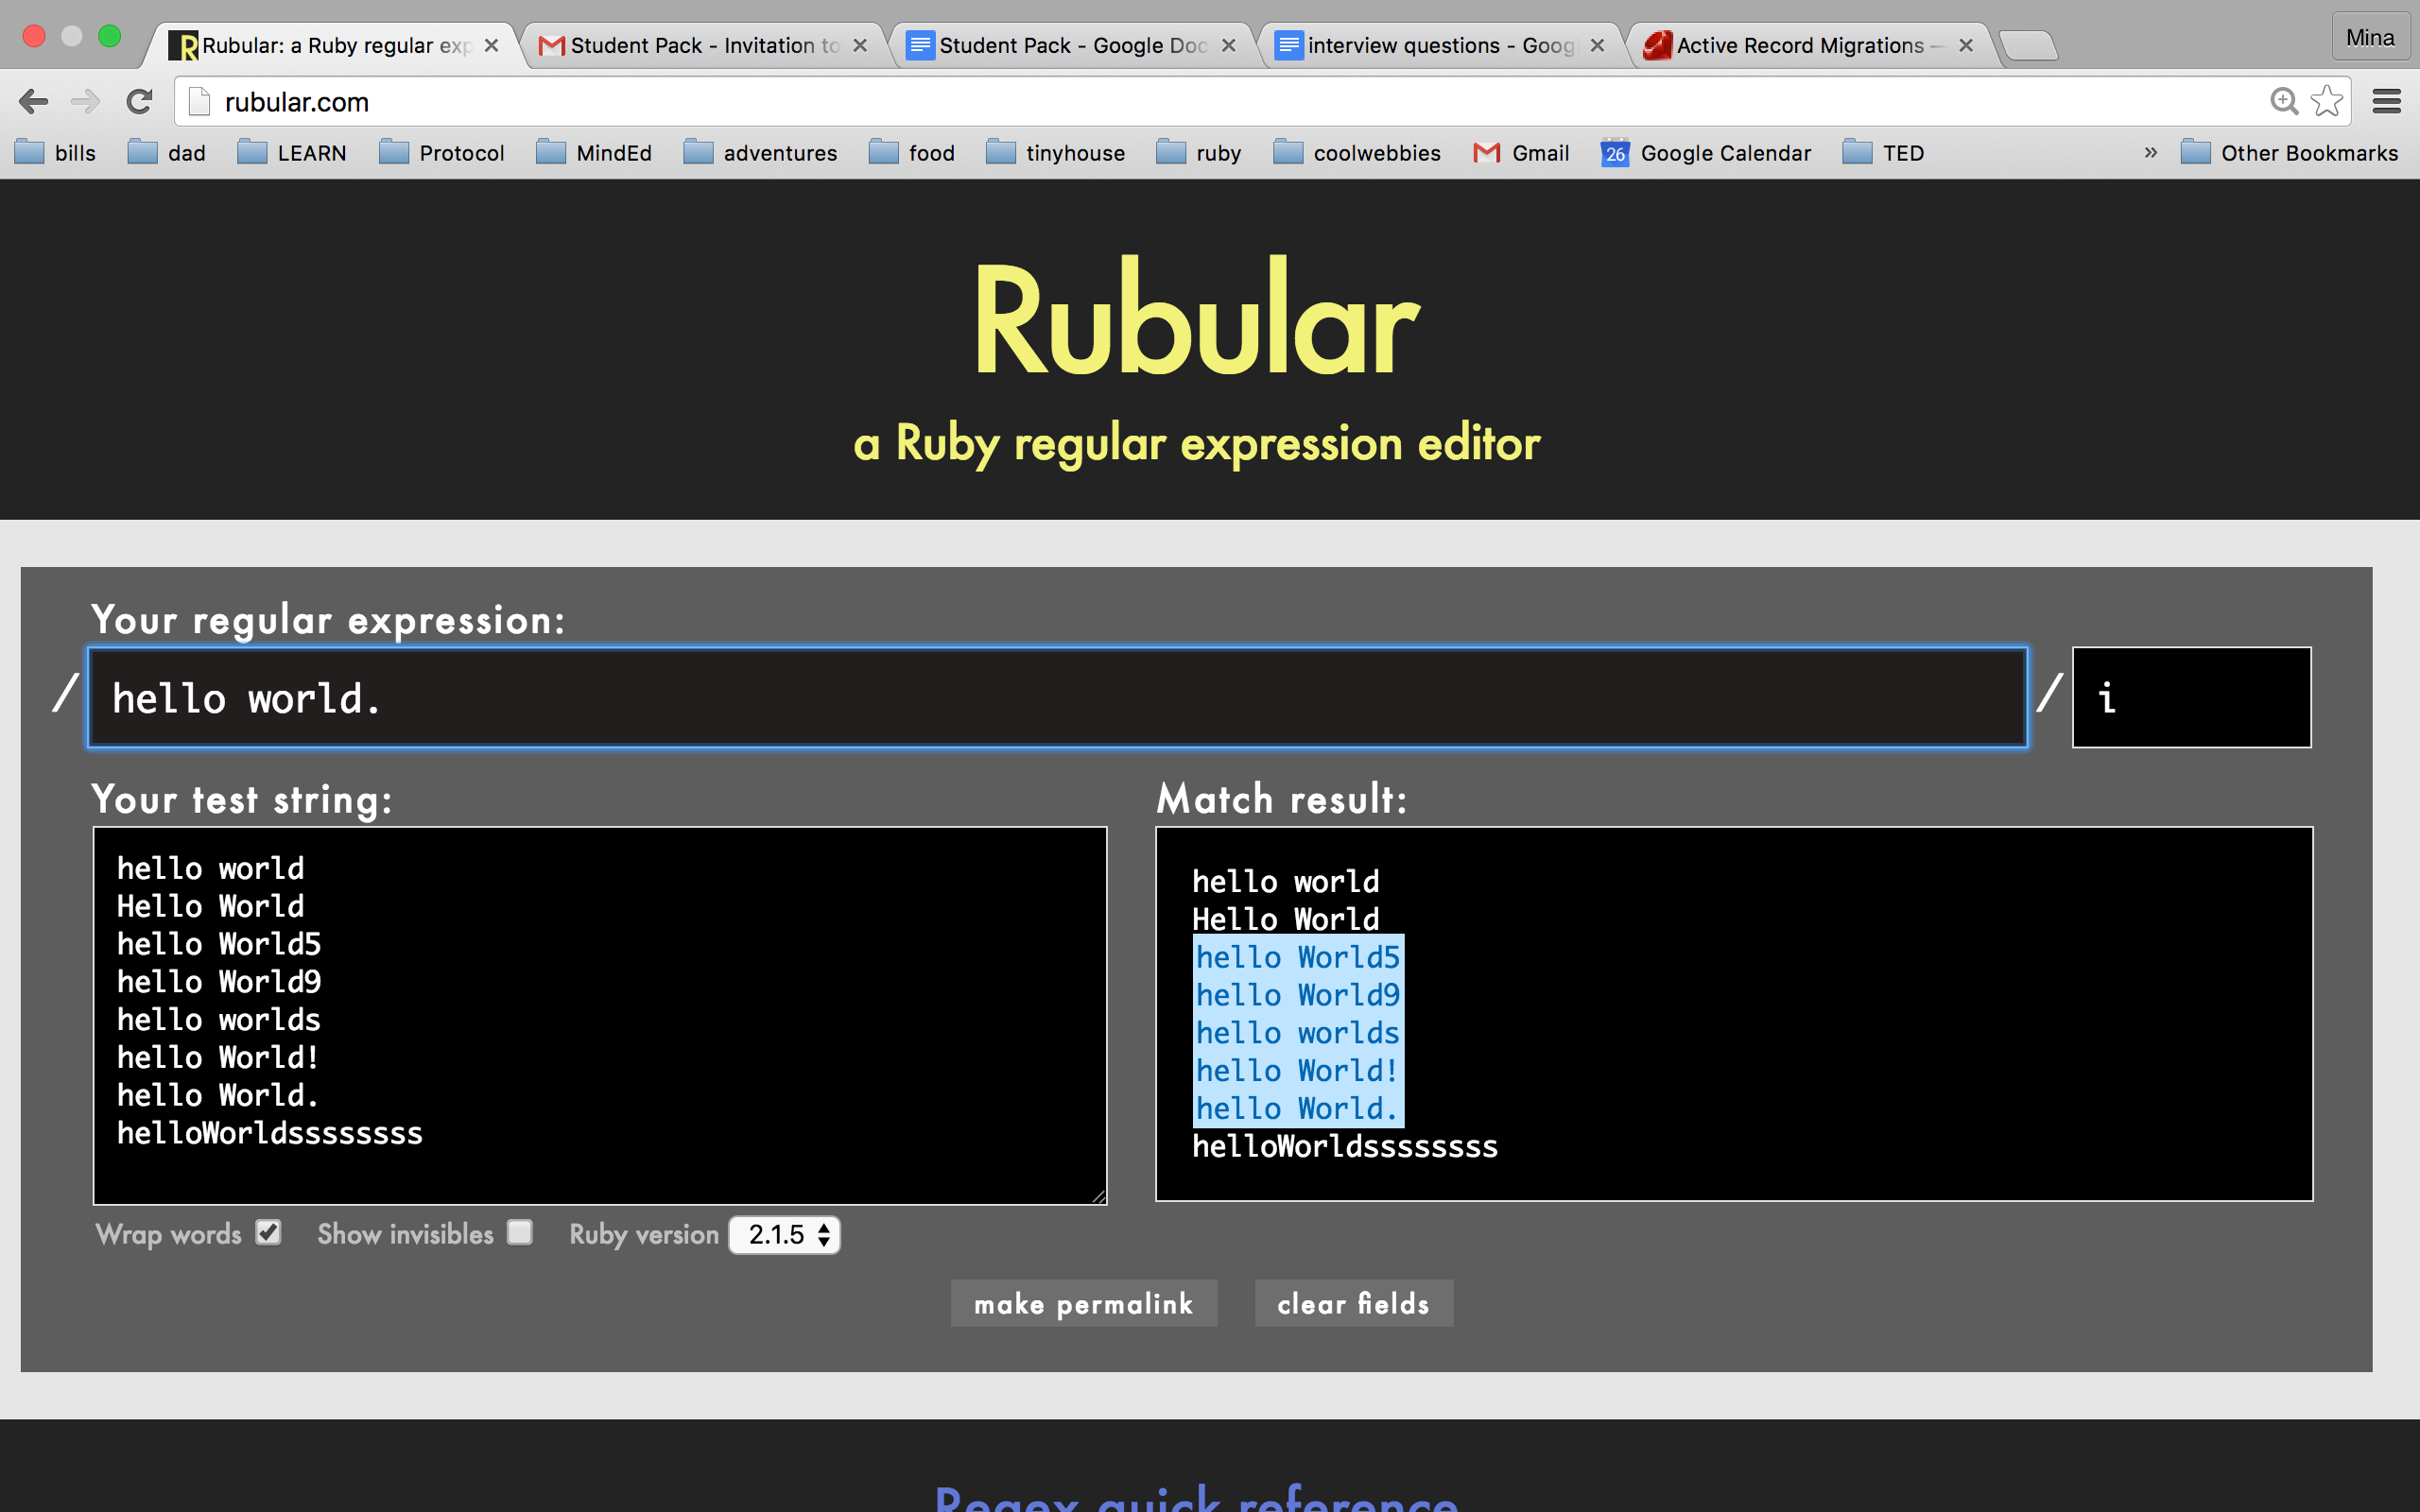 Rubular: a Ruby regular exp
Student Pack - Invitation to
Student Pack - Google Doc
interview questions - Goog
Active Record Migrations —
Mina
rubular.com
bills dad LEARN Protocol MindEd adventures food tinyhouse ruby coolwebbies Gmail 26 Google Calendar TED » Other Bookmarks
Rubular
a Ruby regular expression editor
Your regular expression:
/ hello world. / i
Your test string:
hello world
Hello World
hello World5
hello World9
hello worlds
hello World!
hello World.
helloWorldssssssss
Match result:
hello world
Hello World
hello World5
hello World9
hello worlds
hello World!
hello World.
helloWorldssssssss
Wrap words Show invisibles Ruby version 2.1.5
make permalink clear fields
Regex quick reference